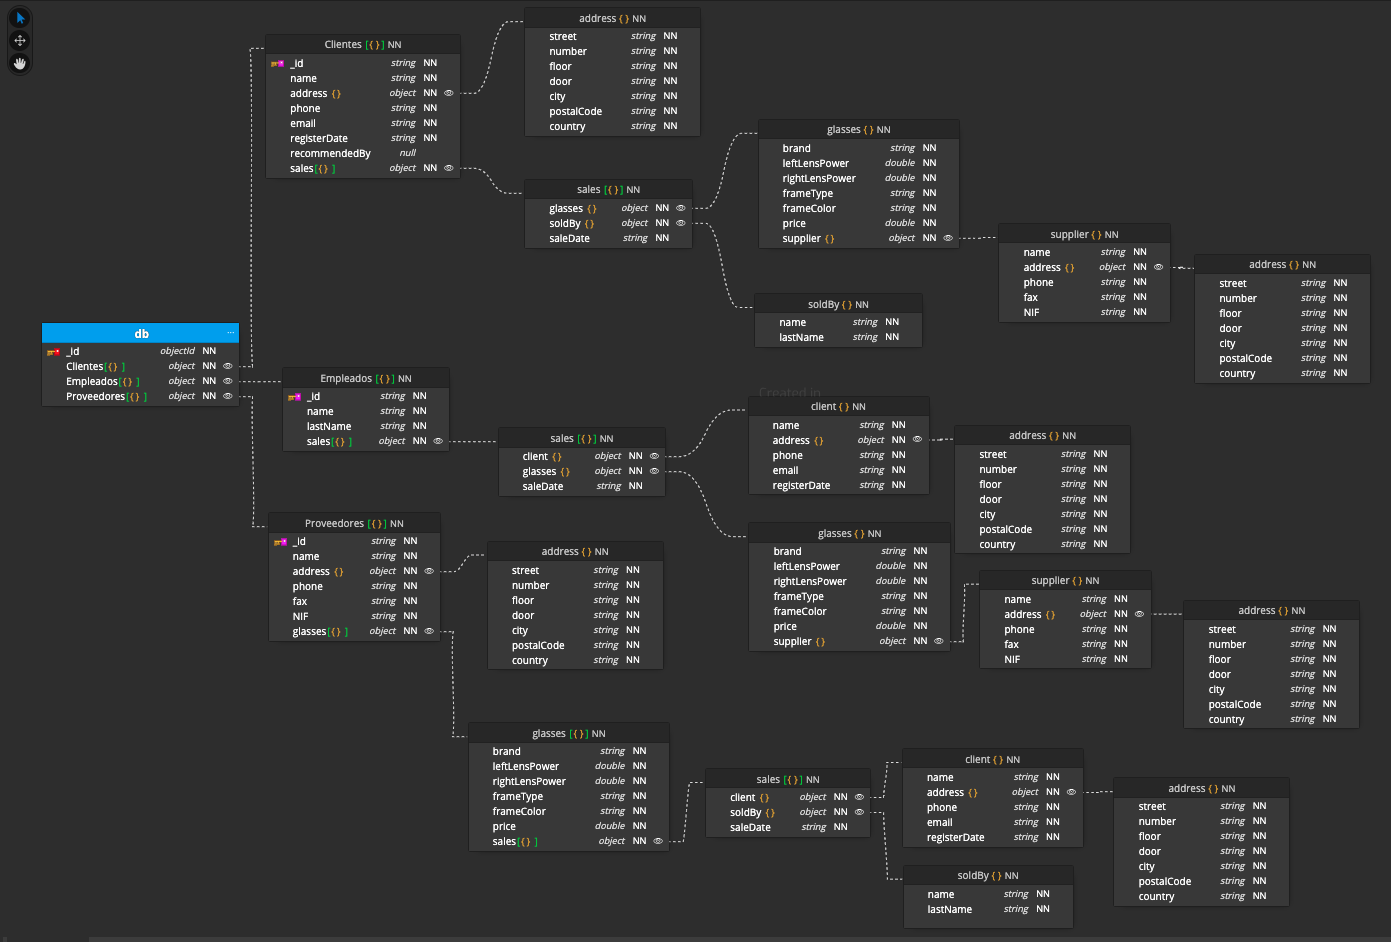 address { } NN
street string NN
number string NN
floor string NN
door string NN
city string NN
postalCode string NN
country string NN
Clientes [{ }] NN
_id string NN
name string NN
address { } object NN
phone string NN
email string NN
registerDate string NN
recommendedBy null
sales[{ } ] object NN
sales [{ }] NN
glasses { } object NN
soldBy { } object NN
saleDate string NN
glasses { } NN
brand string NN
leftLensPower double NN
rightLensPower double NN
frameType string NN
frameColor string NN
price double NN
supplier { } object NN
supplier { } NN
name string NN
address { } object NN
phone string NN
fax string NN
NIF string NN
address { } NN
street string NN
number string NN
floor string NN
door string NN
city string NN
postalCode string NN
country string NN
soldBy { } NN
name string NN
lastName string NN
db ...
_id objectId NN
Clientes[{ } ] object NN
Empleados[{ } ] object NN
Proveedores[{ } ] object NN
Empleados [{ }] NN
_id string NN
name string NN
lastName string NN
sales[{ } ] object NN
sales [{ }] NN
client { } object NN
glasses { } object NN
saleDate string NN
Created in
client { } NN
name string NN
address { } object NN
phone string NN
email string NN
registerDate string NN
address { } NN
street string NN
number string NN
floor string NN
door string NN
city string NN
postalCode string NN
country string NN
glasses { } NN
brand string NN
leftLensPower double NN
rightLensPower double NN
frameType string NN
frameColor string NN
price double NN
supplier { } object NN
supplier { } NN
name string NN
address { } object NN
phone string NN
fax string NN
NIF string NN
address { } NN
street string NN
number string NN
floor string NN
door string NN
city string NN
postalCode string NN
country string NN
Proveedores [{ }] NN
_id string NN
name string NN
address { } object NN
phone string NN
fax string NN
NIF string NN
glasses[{ } ] object NN
address { } NN
street string NN
number string NN
floor string NN
door string NN
city string NN
postalCode string NN
country string NN
glasses [{ }] NN
brand string NN
leftLensPower double NN
rightLensPower double NN
frameType string NN
frameColor string NN
price double NN
sales[{ } ] object NN
sales [{ }] NN
client { } object NN
soldBy { } object NN
saleDate string NN
client { } NN
name string NN
address { } object NN
phone string NN
email string NN
registerDate string NN
address { } NN
street string NN
number string NN
floor string NN
door string NN
city string NN
postalCode string NN
country string NN
soldBy { } NN
name string NN
lastName string NN